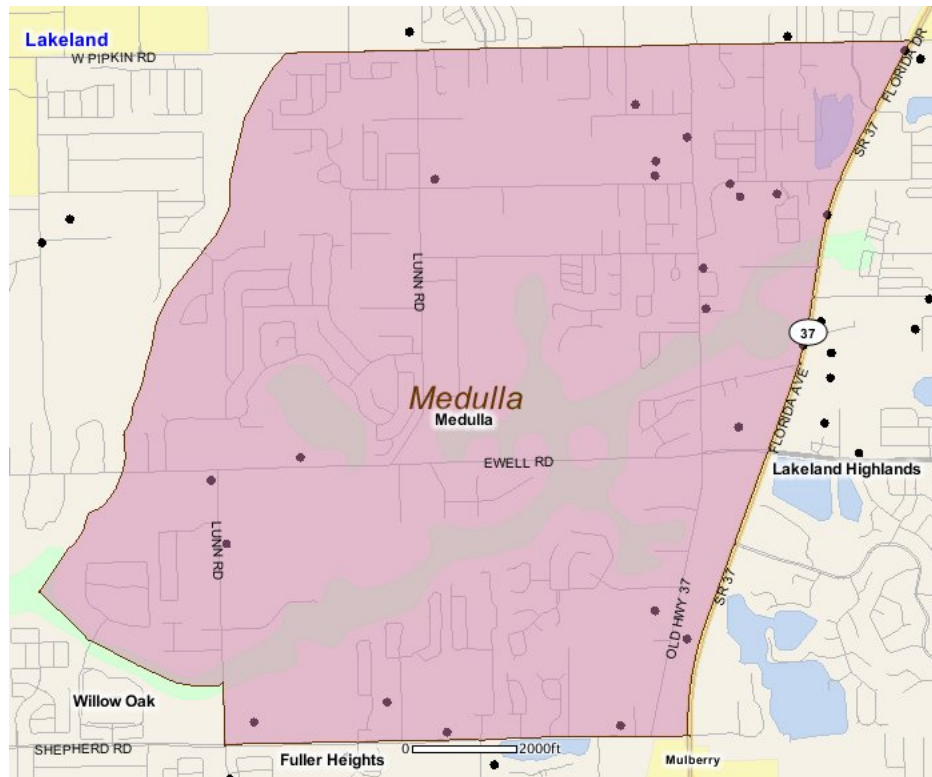 Lakeland
W PIPKIN RD
FLORIDA DR
SR 37
LUNN RD
37
Medulla
Medulla
FLORIDA AVE
EWELL RD
Lakeland Highlands
LUNN RD
SR 37
OLD HWY 37
Willow Oak
SHEPHERD RD
Fuller Heights
0 2000ft
Mulberry